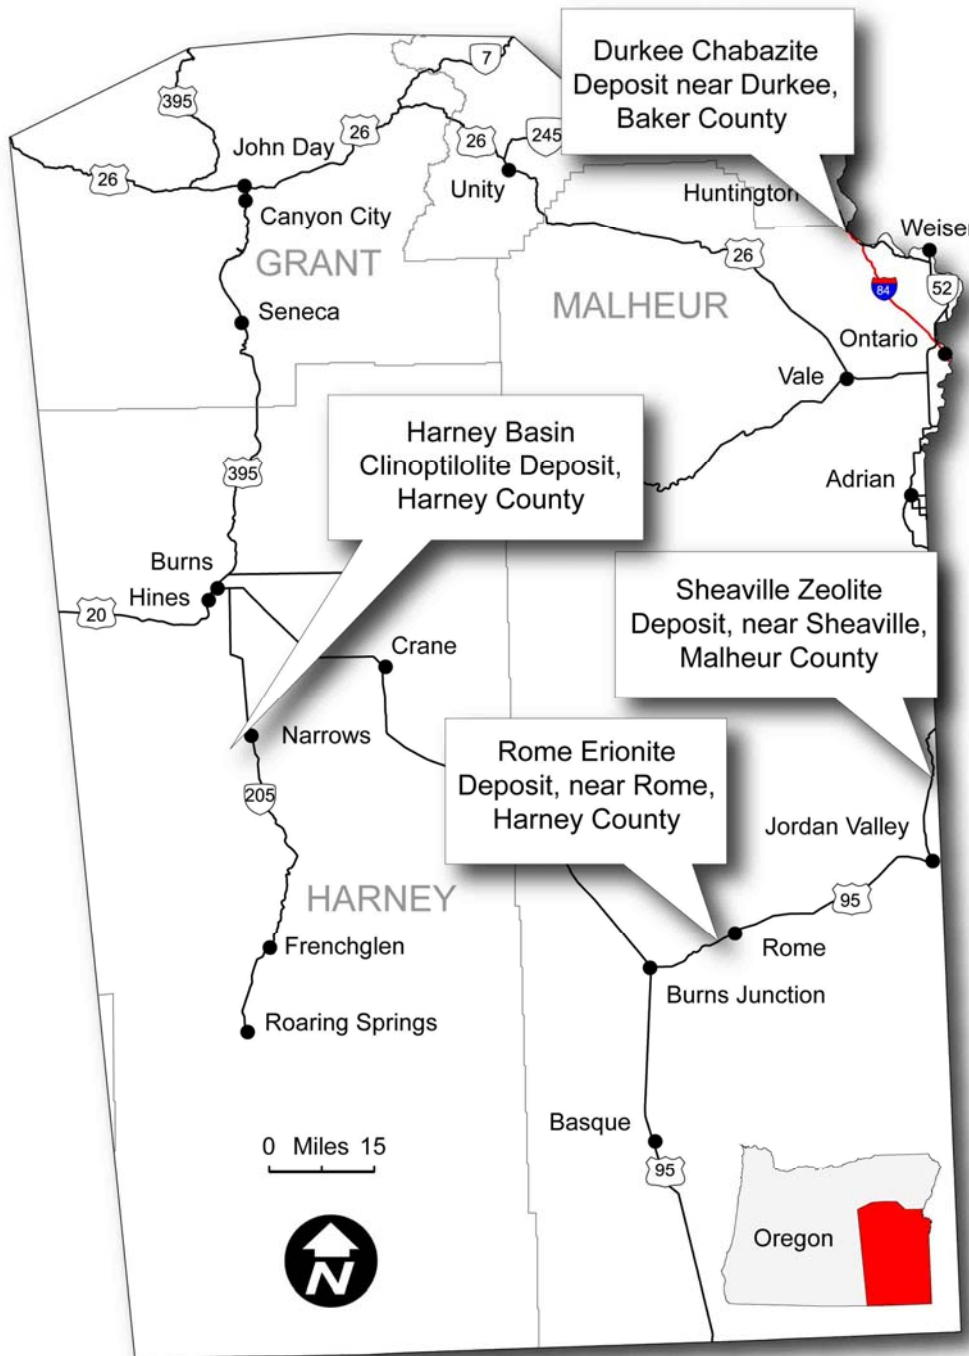 Durkee Chabazite
Deposit near Durkee,
Baker County
7
395
26
245
John Day
26
26
Unity
Huntington
Canyon City
Weiser
GRANT
26
84
52
MALHEUR
Seneca
Ontario
Vale
Harney Basin
Clinoptilolite Deposit,
Harney County
395
Adrian
Burns
Hines
20
Sheaville Zeolite
Deposit, near Sheaville,
Malheur County
Crane
Narrows
Rome Erionite
Deposit, near Rome,
Harney County
205
Jordan Valley
HARNEY
95
Frenchglen
Rome
Burns Junction
Roaring Springs
Basque
0 Miles 15
95
Oregon
N